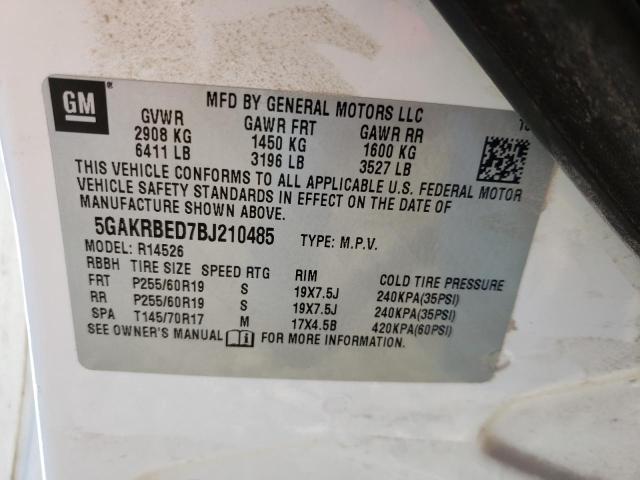 GM
MFD BY GENERAL MOTORS LLC
GVWR GAWR FRT GAWR RR
2908 KG 1450 KG 1600 KG
6411 LB 3196 LB 3527 LB
THIS VEHICLE CONFORMS TO ALL APPLICABLE U.S. FEDERAL MOTOR
VEHICLE SAFETY STANDARDS IN EFFECT ON THE DATE OF
MANUFACTURE SHOWN ABOVE.
5GAKRBED7BJ210485 TYPE: M.P.V.
MODEL: R14526
RBBH TIRE SIZE SPEED RTG RIM COLD TIRE PRESSURE
FRT P255/60R19 S 19X7.5J 240KPA(35PSI)
RR P255/60R19 S 19X7.5J 240KPA(35PSI)
SPA T145/70R17 M 17X4.5B 420KPA(60PSI)
SEE OWNER'S MANUAL FOR MORE INFORMATION.